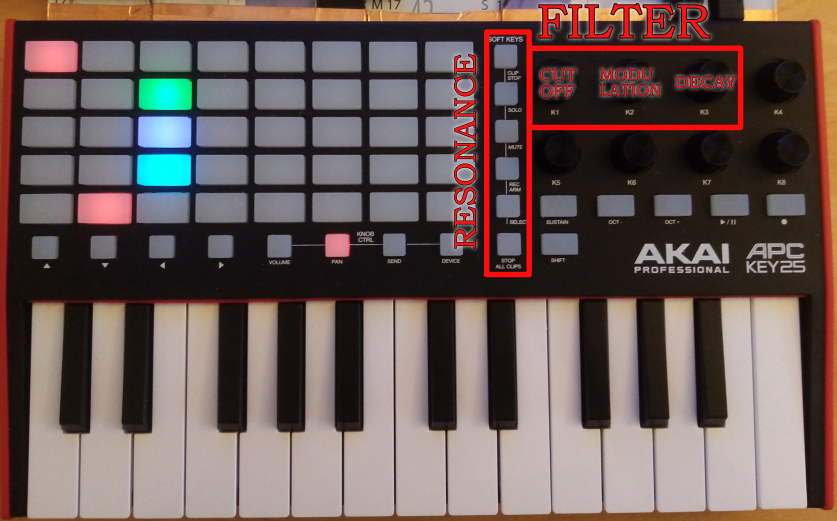 M 17
FILTER
SOFT KEYS
RESONANCE
CLIP
STOP
SOLO
MUTE
REC
ARM
SELECT
STOP
ALL CLIPS
CUT
OFF
MODU
LATION
DECAY
K1
K2
K3
K4
K5
K6
K7
K8
SUSTAIN
OCT -
OCT +
▶ / II
●
SHIFT
▲
▼
◀
▶
VOLUME
PAN
KNOB
CTRL
SEND
DEVICE
AKAI
PROFESSIONAL
APC
KEY25